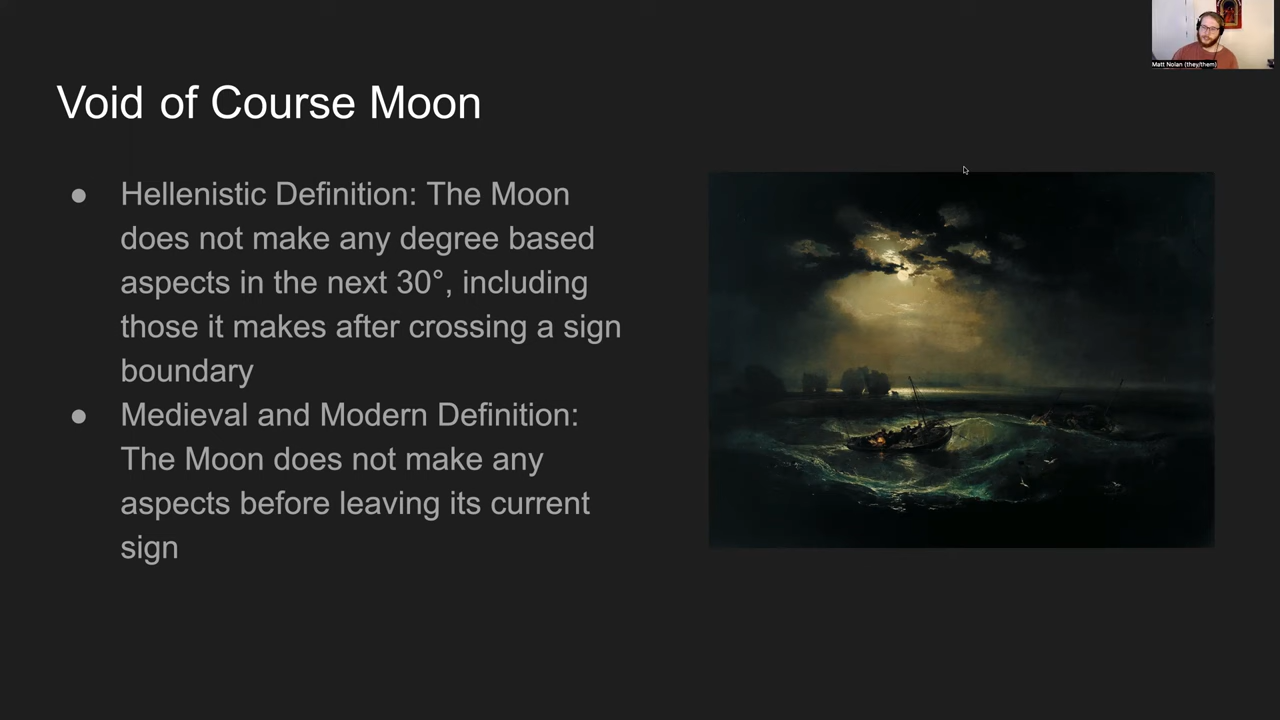 Matt Nolan (they/them)
Void of Course Moon
● Hellenistic Definition: The Moon
does not make any degree based
aspects in the next 30°, including
those it makes after crossing a sign
boundary
● Medieval and Modern Definition:
The Moon does not make any
aspects before leaving its current
sign